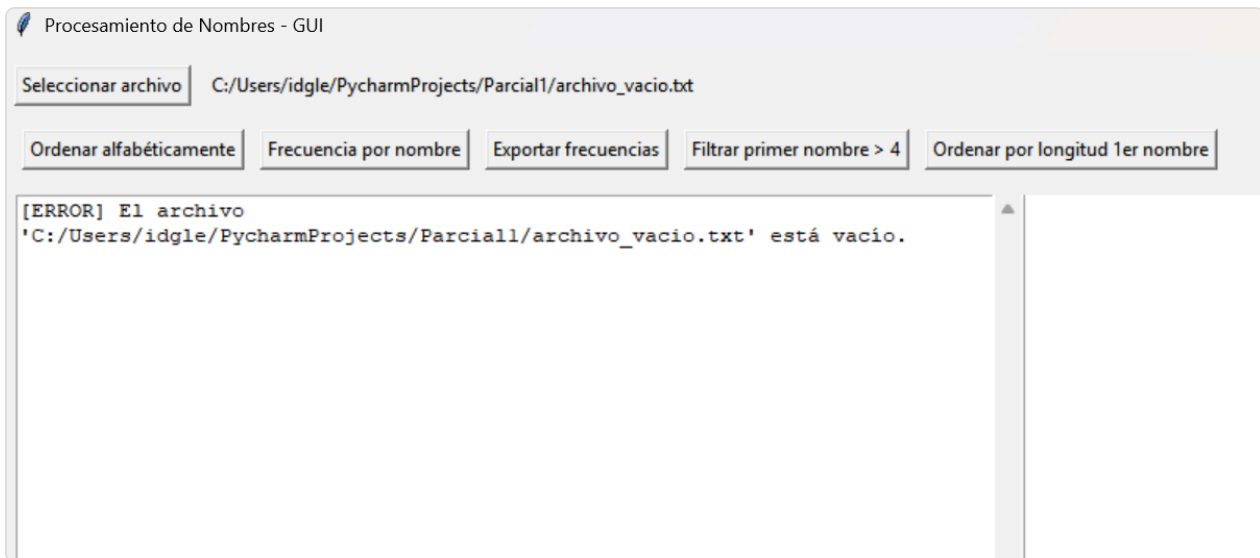 Procesamiento de Nombres - GUI
Seleccionar archivo C:/Users/idgle/PycharmProjects/Parcial1/archivo_vacio.txt
Ordenar alfabéticamente Frecuencia por nombre Exportar frecuencias Filtrar primer nombre > 4 Ordenar por longitud 1er nombre
[ERROR] El archivo
'C:/Users/idgle/PycharmProjects/Parcial1/archivo_vacio.txt' está vacío.